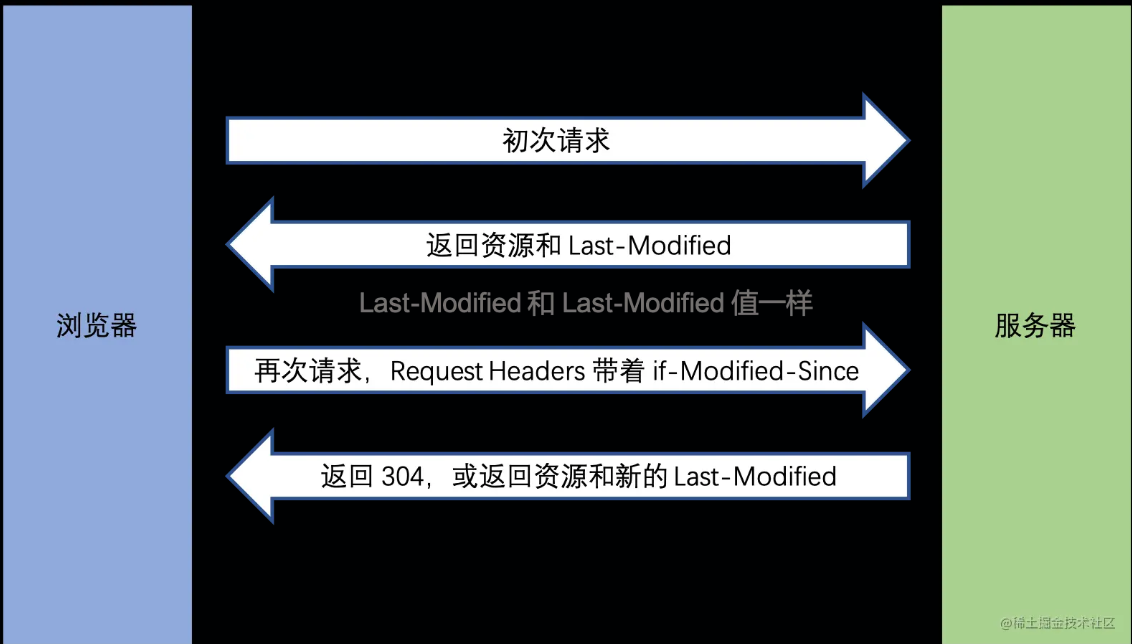 初次请求
返回资源和 Last-Modified
Last-Modified 和 Last-Modified 值一样
浏览器
服务器
再次请求，Request Headers 带着 if-Modified-Since
返回 304，或返回资源和新的 Last-Modified
@稀土掘金技术社区